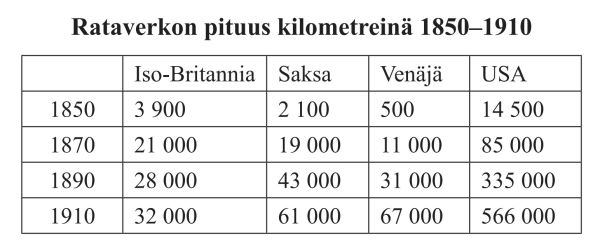 Rataverkon pituus kilometreinä 1850–1910
Iso-Britannia Saksa Venäjä USA
1850 3 900 2 100 500 14 500
1870 21 000 19 000 11 000 85 000
1890 28 000 43 000 31 000 335 000
1910 32 000 61 000 67 000 566 000